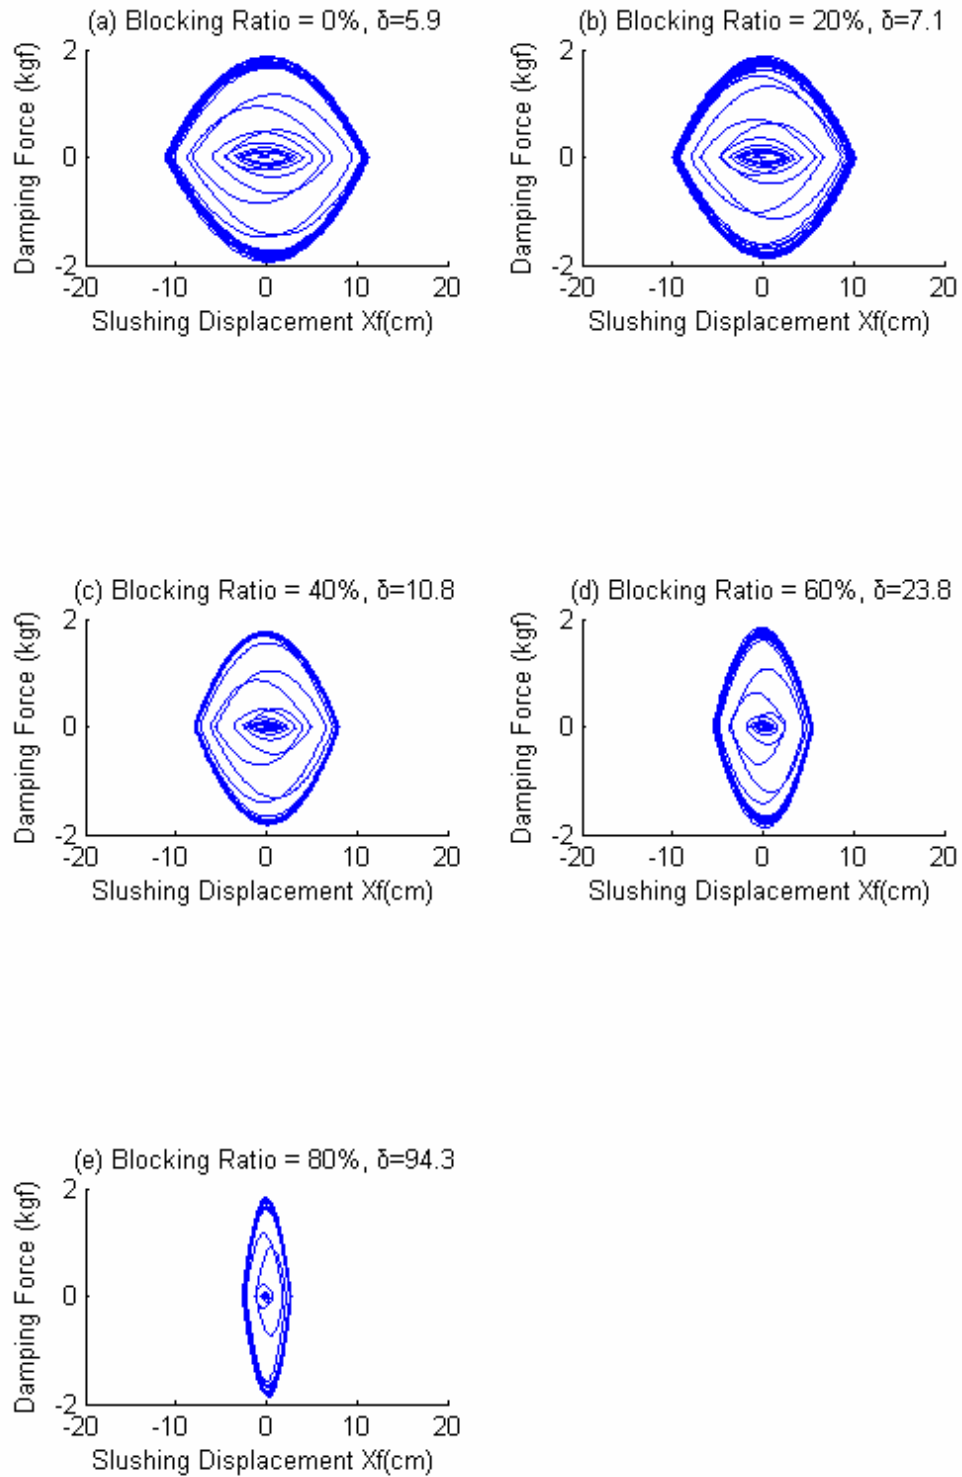 (a) Blocking Ratio = 0%, δ=5.9
2
0
-2
Damping Force (kgf)
-20 -10 0 10 20
Slushing Displacement Xf(cm)
(b) Blocking Ratio = 20%, δ=7.1
2
0
-2
Damping Force (kgf)
-20 -10 0 10 20
Slushing Displacement Xf(cm)
(c) Blocking Ratio = 40%, δ=10.8
2
0
-2
Damping Force (kgf)
-20 -10 0 10 20
Slushing Displacement Xf(cm)
(d) Blocking Ratio = 60%, δ=23.8
2
0
-2
Damping Force (kgf)
-20 -10 0 10 20
Slushing Displacement Xf(cm)
(e) Blocking Ratio = 80%, δ=94.3
2
0
-2
Damping Force (kgf)
-20 -10 0 10 20
Slushing Displacement Xf(cm)